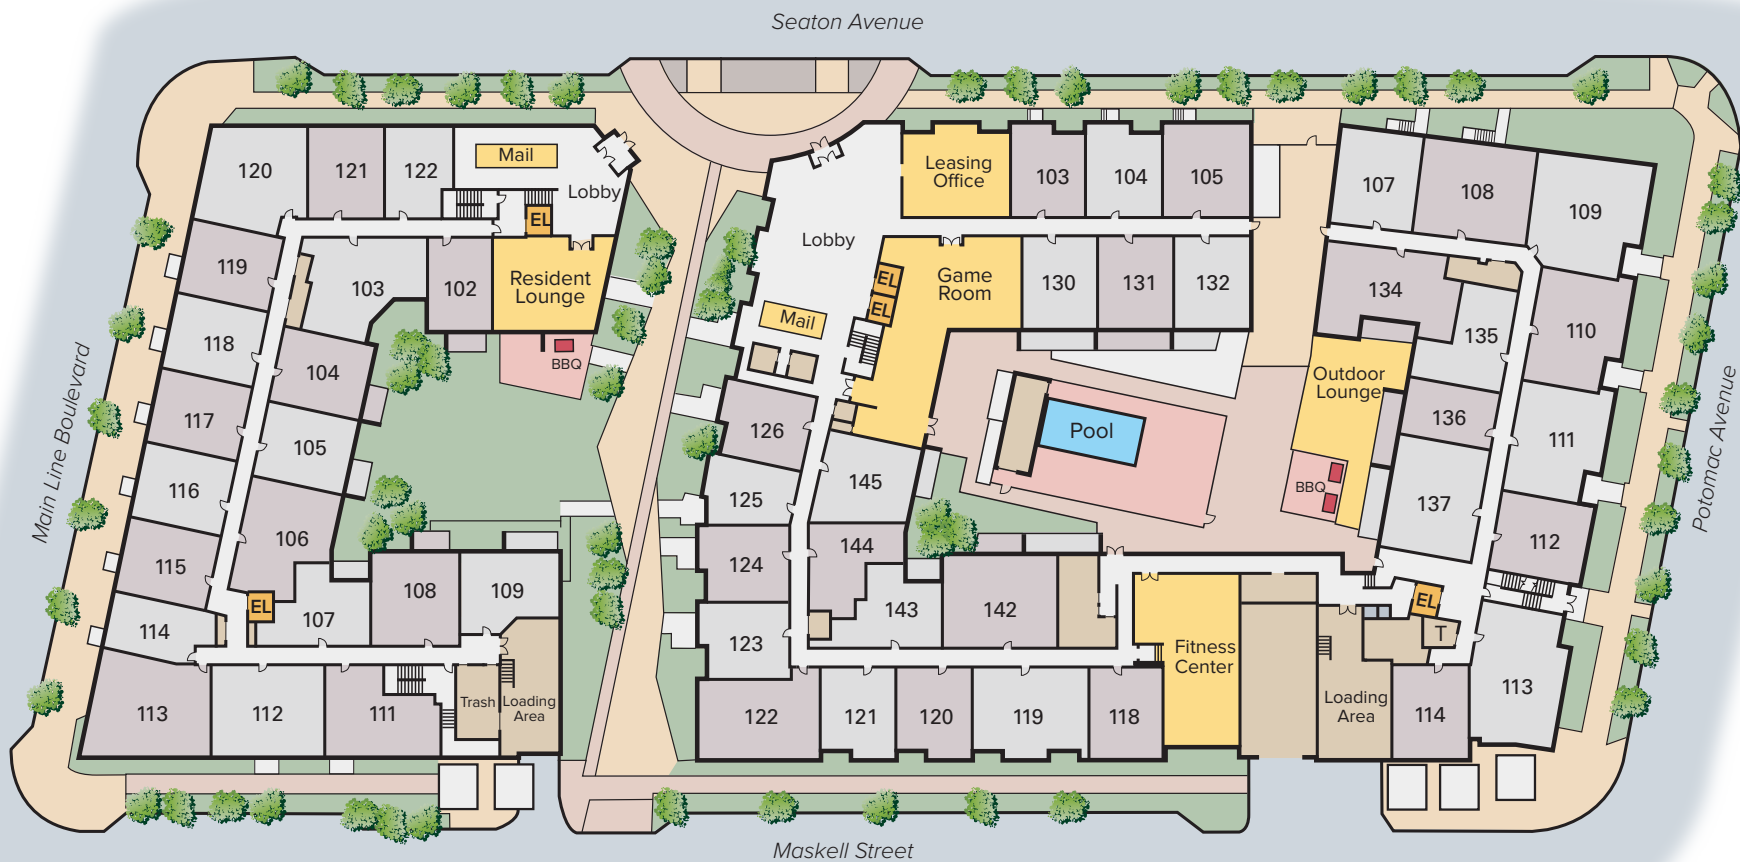 Seaton Avenue
Main Line Boulevard
Potomac Avenue
Maskell Street
120
121
122
Mail
Lobby
EL
119
103
102
Resident
Lounge
118
104
BBQ
117
105
116
106
115
EL
107
108
109
114
113
112
111
Trash
Loading
Area
Leasing
Office
103
104
105
Lobby
EL
EL
Game
Room
130
131
132
Mail
126
145
125
144
124
143
142
123
122
121
120
119
118
Fitness
Center
Pool
107
108
109
134
135
110
Outdoor
Lounge
136
111
BBQ
137
112
EL
T
Loading
Area
114
113